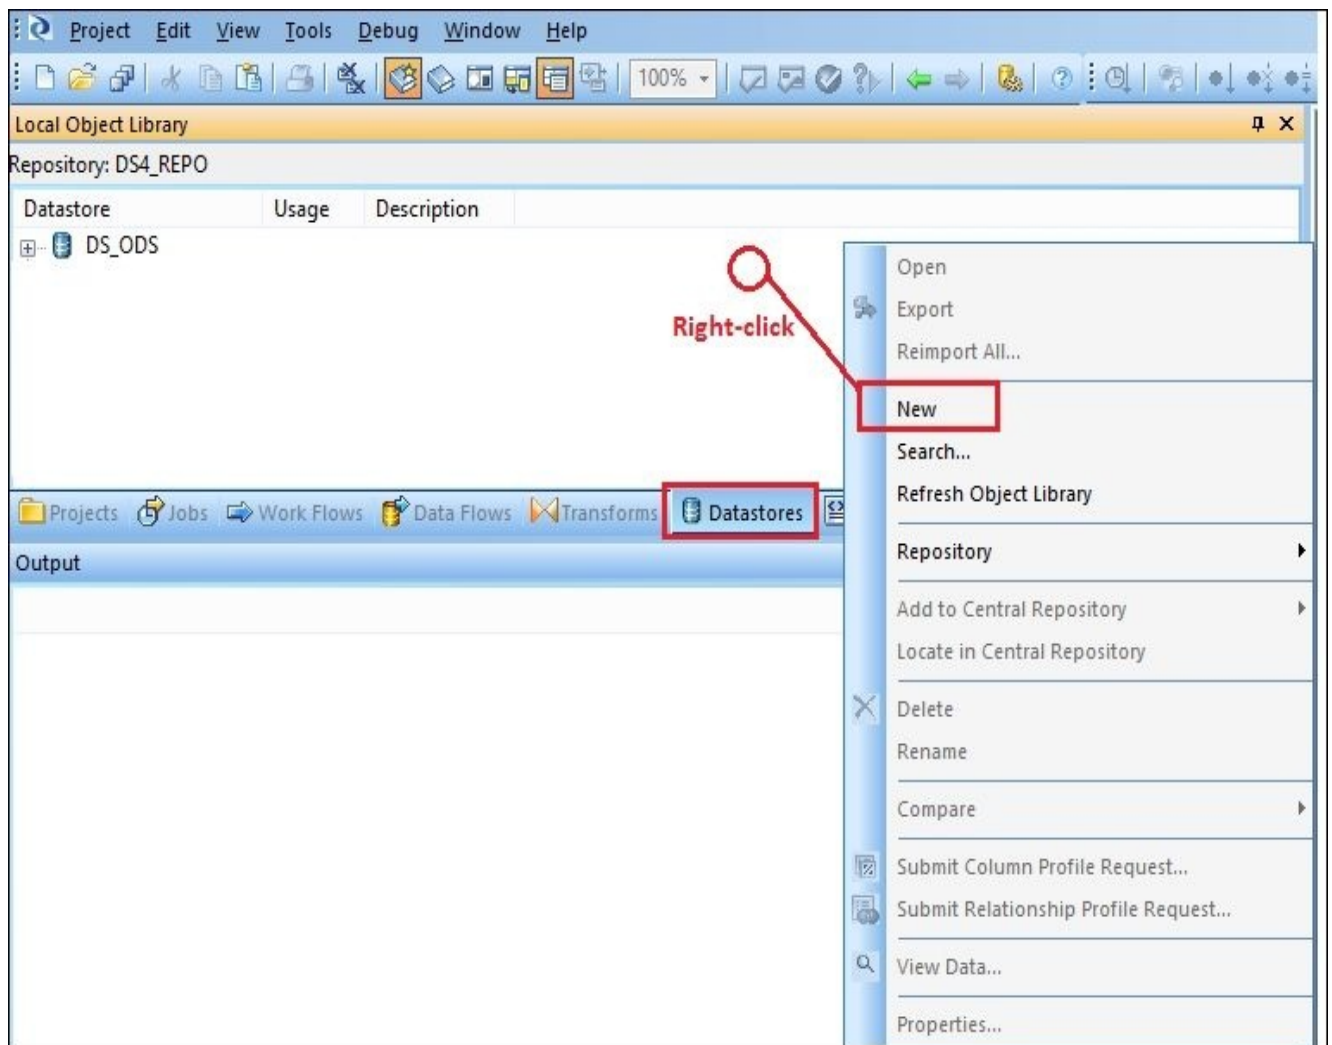 Project Edit View Tools Debug Window Help
100%
Local Object Library
Repository: DS4_REPO
Datastore Usage Description
DS_ODS
Right-click
Open
Export
Reimport All...
New
Search...
Refresh Object Library
Repository
Add to Central Repository
Locate in Central Repository
Delete
Rename
Compare
Submit Column Profile Request...
Submit Relationship Profile Request...
View Data...
Properties...
Projects Jobs Work Flows Data Flows Transforms Datastores
Output